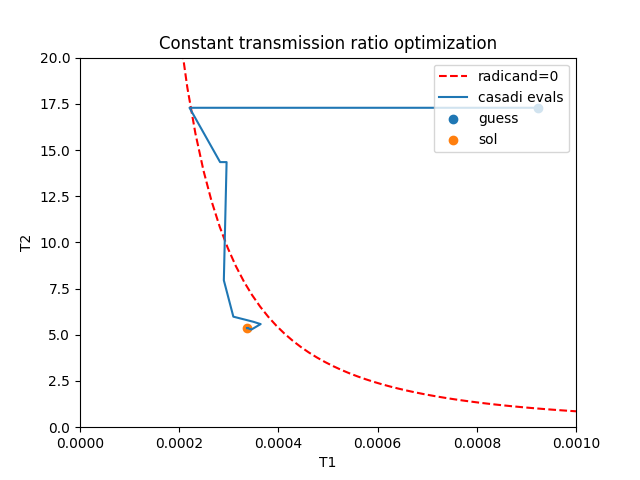 Constant transmission ratio optimization
radicand=0
casadi evals
guess
sol
T2
20.0
17.5
15.0
12.5
10.0
7.5
5.0
2.5
0.0
0.0000 0.0002 0.0004 0.0006 0.0008 0.0010
T1